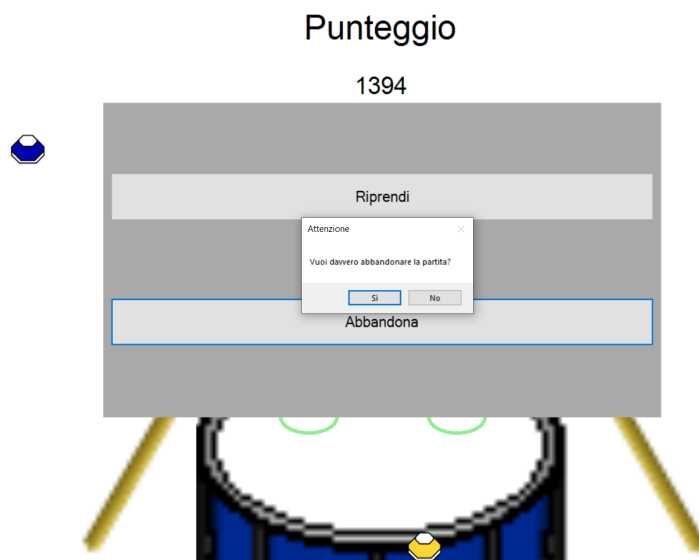 Punteggio
1394
Riprendi
Attenzione
Vuoi davvero abbandonare la partita?
Sì
No
Abbandona